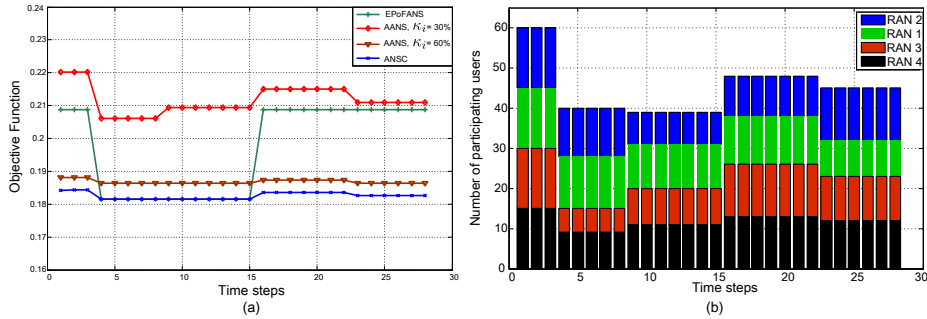 EPoFANS
AANS, κi= 30%
AANS, κi= 60%
ANSC
0.24
0.22
0.21
0.2
0.19
0.18
0.17
0.16
Objective Function
0 5 10 15 20 25 30
Time steps
(a)
RAN 2
RAN 1
RAN 3
RAN 4
60
50
40
30
20
10
0
Number of participating users
0 5 10 15 20 25 30
Time steps
(b)